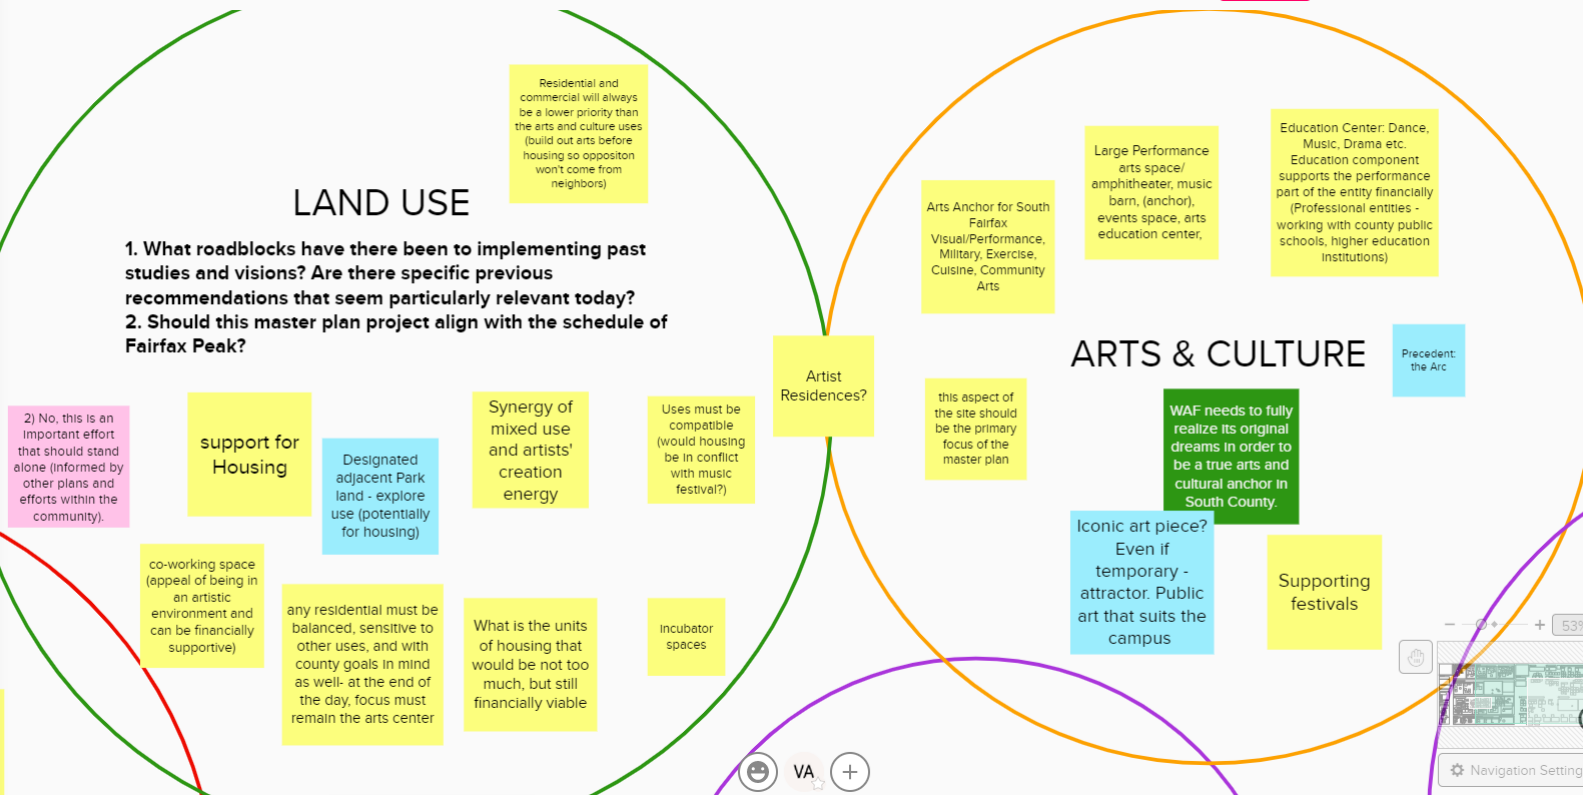 Residential and
commercial will always
be a lower priority than
the arts and culture uses
(build out arts before
housing so oppositon
won't come from
neighbors)
LAND USE
1. What roadblocks have there been to implementing past
studies and visions? Are there specific previous
recommendations that seem particularly relevant today?
2. Should this master plan project align with the schedule of
Fairfax Peak?
2) No, this is an
important effort
that should stand
alone (informed by
other plans and
efforts within the
community).
support for
Housing
Designated
adjacent Park
land - explore
use (potentially
for housing)
Synergy of
mixed use
and artists'
creation
energy
Uses must be
compatible
(would housing
be in conflict
with music
festival?)
co-working space
(appeal of being in
an artistic
environment and
can be financially
supportive)
any residential must be
balanced, sensitive to
other uses, and with
county goals in mind
as well- at the end of
the day, focus must
remain the arts center
What is the units
of housing that
would be not too
much, but still
financially viable
incubator
spaces
Artist
Residences?
Arts Anchor for South
Fairfax
Visual/Performance,
Military, Exercise,
Cuisine, Community
Arts
Large Performance
arts space/
amphitheater, music
barn, (anchor),
events space, arts
education center,
Education Center: Dance,
Music, Drama etc.
Education component
supports the performance
part of the entity financially
(Professional entities -
working with county public
schools, higher education
institutions)
ARTS & CULTURE
Precedent:
the Arc
this aspect of
the site should
be the primary
focus of the
master plan
WAF needs to fully
realize its original
dreams in order to
be a true arts and
cultural anchor in
South County.
Iconic art piece?
Even if
temporary -
attractor. Public
art that suits the
campus
Supporting
festivals
53%
VA
Navigation Setting